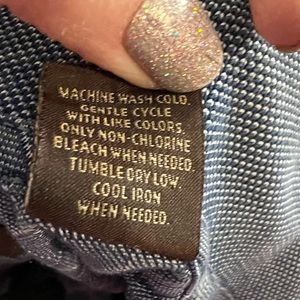 MACHINE WASH COLD.
GENTLE CYCLE
WITH LIKE COLORS.
ONLY NON-CHLORINE
BLEACH WHEN NEEDED.
TUMBLE DRY LOW.
COOL IRON
WHEN NEEDED.